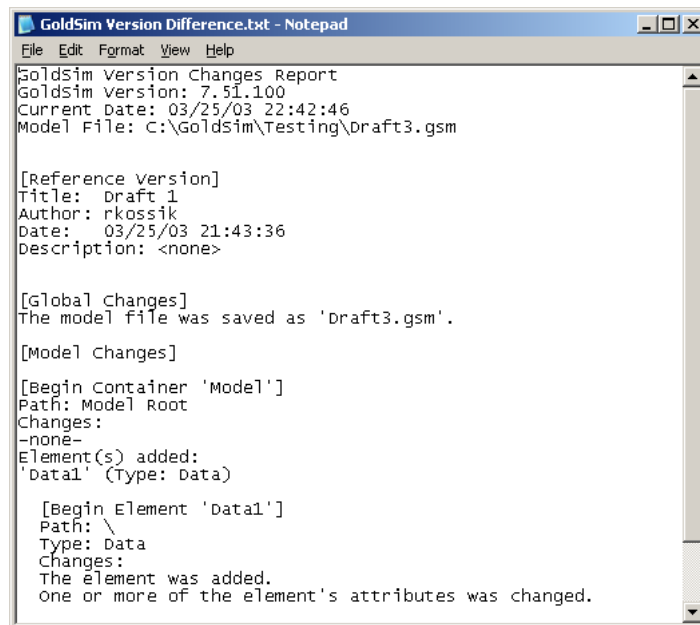 GoldSim Version Difference.txt - Notepad
File Edit Format View Help
GoldSim Version Changes Report
GoldSim Version: 7.51.100
Current Date: 03/25/03 22:42:46
Model File: C:\GoldSim\Testing\Draft3.gsm
[Reference Version]
Title:  Draft 1
Author: rkossik
Date:   03/25/03 21:43:36
Description: <none>
[Global Changes]
The model file was saved as 'Draft3.gsm'.
[Model Changes]
[Begin Container 'Model']
Path: Model Root
Changes:
-none-
Element(s) added:
'Data1' (Type: Data)
[Begin Element 'Data1']
Path: \
Type: Data
Changes:
The element was added.
One or more of the element's attributes was changed.